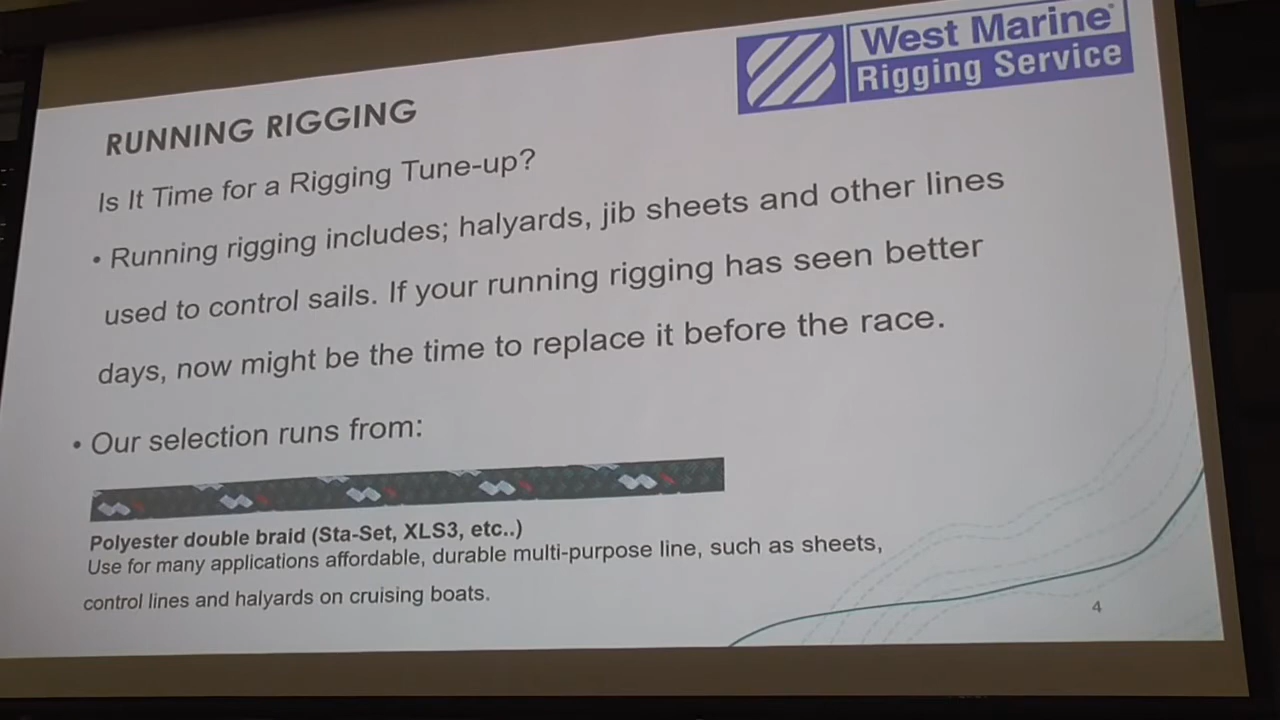 West Marine
Rigging Service
RUNNING RIGGING
Is It Time for a Rigging Tune-up?
• Running rigging includes; halyards, jib sheets and other lines
used to control sails. If your running rigging has seen better
days, now might be the time to replace it before the race.
• Our selection runs from:
Polyester double braid (Sta-Set, XLS3, etc..)
Use for many applications affordable, durable multi-purpose line, such as sheets,
control lines and halyards on cruising boats.
4